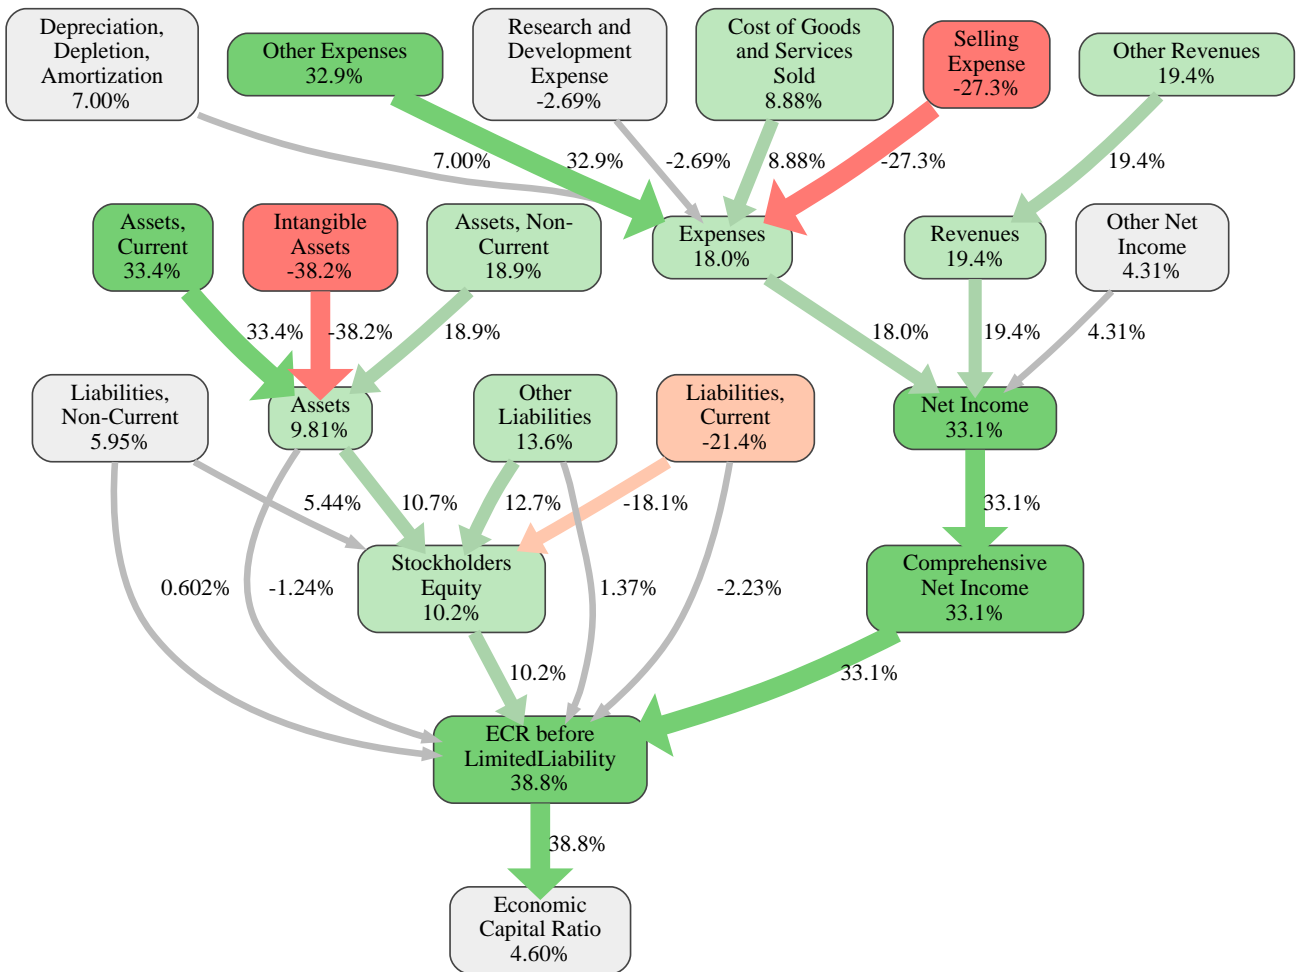 Depreciation,
Depletion,
Amortization
7.00%
Other Expenses
32.9%
Research and
Development
Expense
-2.69%
Cost of Goods
and Services
Sold
8.88%
Selling
Expense
-27.3%
Other Revenues
19.4%
7.00%
32.9%
-2.69%
8.88%
-27.3%
19.4%
Assets,
Current
33.4%
Intangible
Assets
-38.2%
Assets, Non-
Current
18.9%
Expenses
18.0%
Revenues
19.4%
Other Net
Income
4.31%
33.4%
-38.2%
18.9%
18.0%
19.4%
4.31%
Liabilities,
Non-Current
5.95%
Assets
9.81%
Other
Liabilities
13.6%
Liabilities,
Current
-21.4%
Net Income
33.1%
5.44%
10.7%
12.7%
-18.1%
33.1%
Stockholders
Equity
10.2%
Comprehensive
Net Income
33.1%
0.602%
-1.24%
1.37%
-2.23%
10.2%
33.1%
ECR before
LimitedLiability
38.8%
38.8%
Economic
Capital Ratio
4.60%